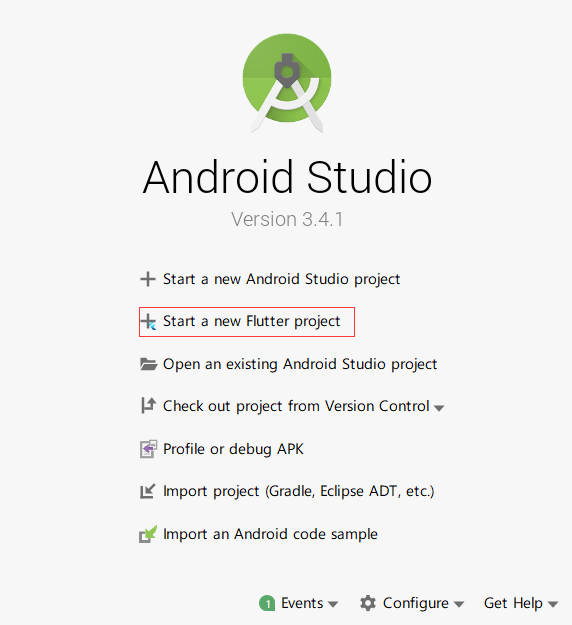 Android Studio
Version 3.4.1
Start a new Android Studio project
Start a new Flutter project
Open an existing Android Studio project
Check out project from Version Control
Profile or debug APK
Import project (Gradle, Eclipse ADT, etc.)
Import an Android code sample
1 Events Configure Get Help